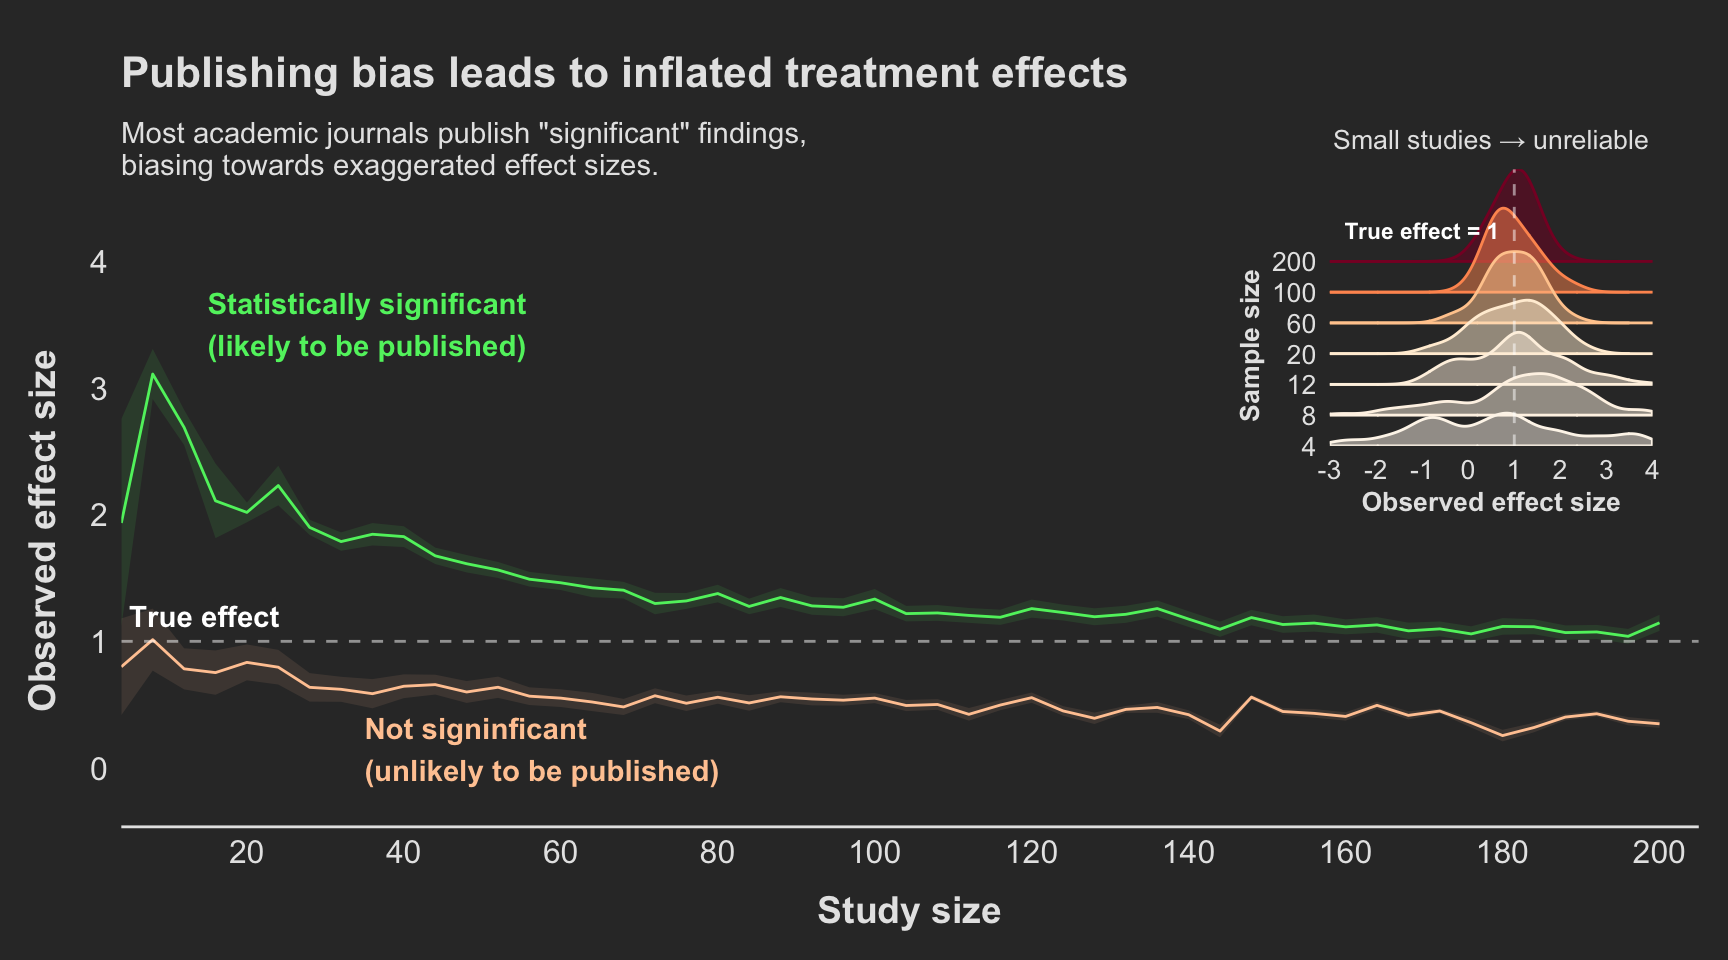 Publishing bias leads to inflated treatment effects
Most academic journals publish "significant" findings,
biasing towards exaggerated effect sizes.
Small studies → unreliable
True effect = 1
Sample size
200
100
60
20
12
8
4
-3 -2 -1 0 1 2 3 4
Observed effect size
Observed effect size
4
3
2
1
0
Statistically significant
(likely to be published)
True effect
Not signinficant
(unlikely to be published)
20 40 60 80 100 120 140 160 180 200
Study size